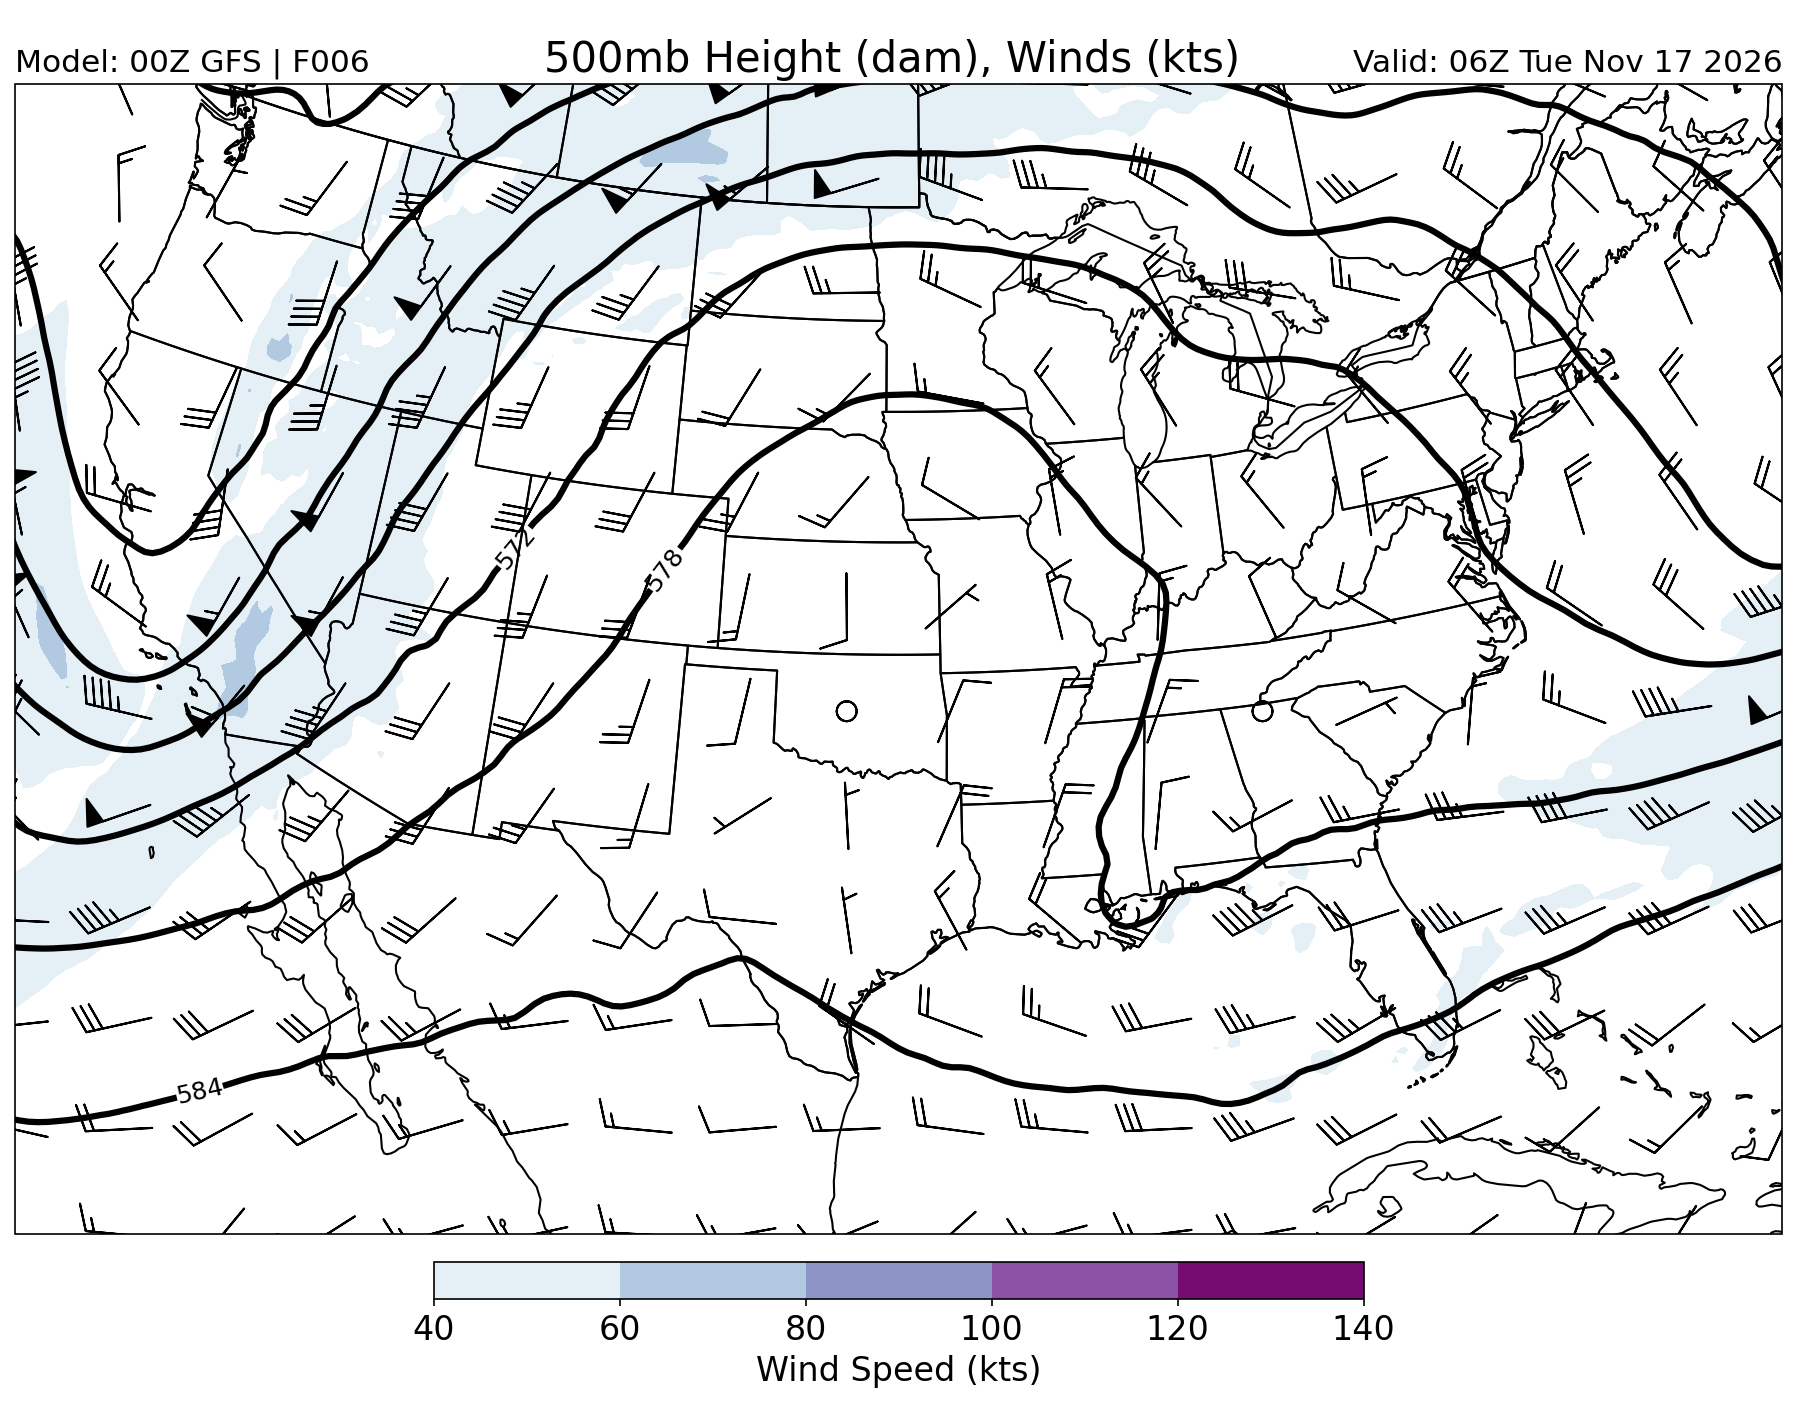 Model: 00Z GFS | F006
500mb Height (dam), Winds (kts)
Valid: 06Z Tue Nov 17 2026
572
578
584
40 60 80 100 120 140
Wind Speed (kts)